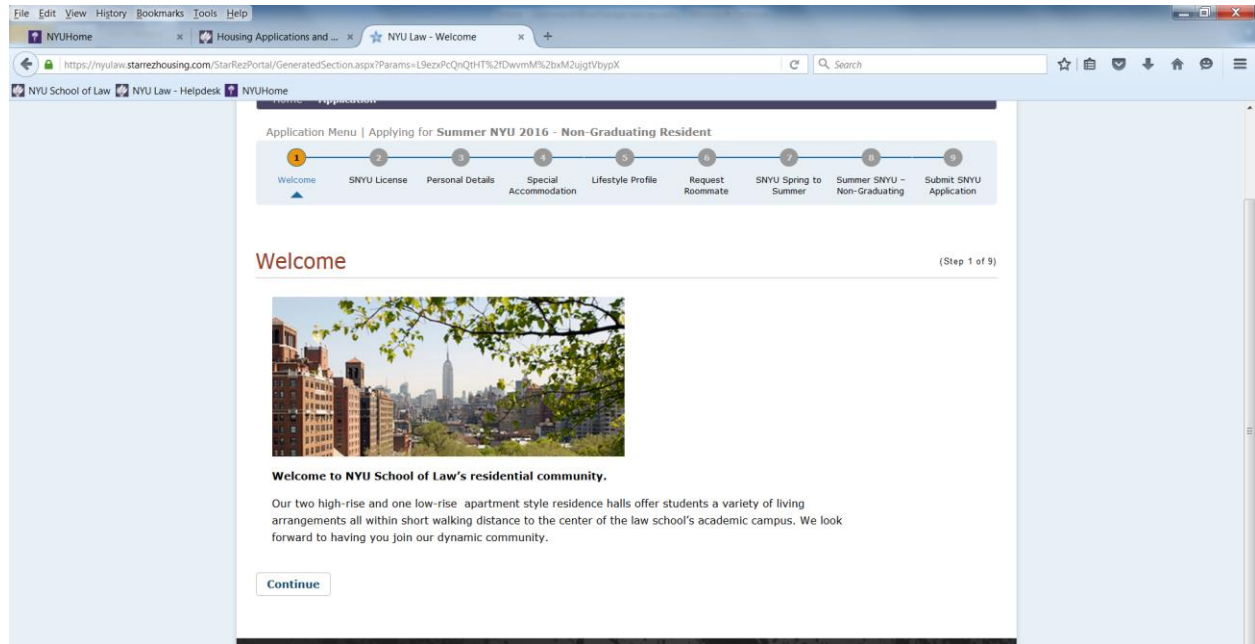 File Edit View History Bookmarks Tools Help
NYUHome × Housing Applications and ... × NYU Law - Welcome × +
https://nyulaw.starrezhousing.com/StarRezPortal/GeneratedSection.aspx?Params=L9ezxPcQnQtHT%2fDwvmM%2bxM2ujgtVbypX Search
NYU School of Law NYU Law - Helpdesk NYUHome
Home Application
Application Menu | Applying for Summer NYU 2016 - Non-Graduating Resident
1 2 3 4 5 6 7 8 9
Welcome SNYU License Personal Details Special Accommodation Lifestyle Profile Request Roommate SNYU Spring to Summer Summer SNYU – Non-Graduating Submit SNYU Application
Welcome (Step 1 of 9)
Welcome to NYU School of Law's residential community.
Our two high-rise and one low-rise apartment style residence halls offer students a variety of living
arrangements all within short walking distance to the center of the law school's academic campus. We look
forward to having you join our dynamic community.
Continue